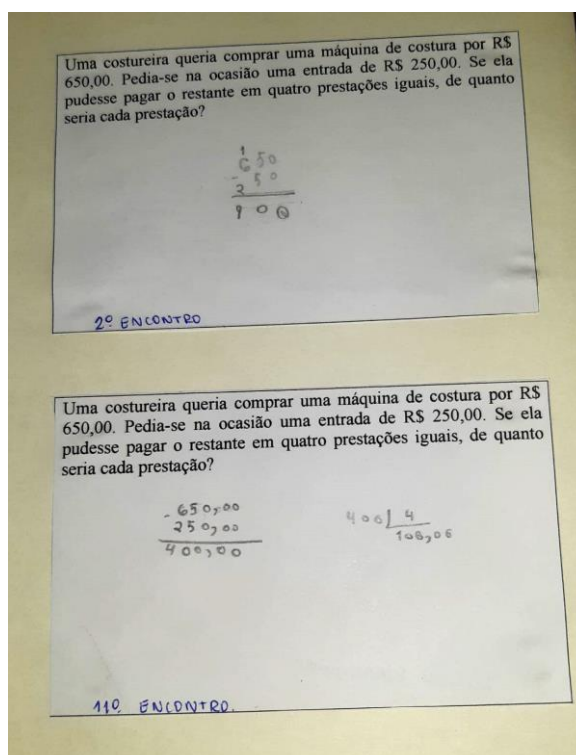 Uma costureira queria comprar uma máquina de costura por R$
650,00. Pedia-se na ocasião uma entrada de R$ 250,00. Se ela
pudesse pagar o restante em quatro prestações iguais, de quanto
seria cada prestação?
1
650
- 50
2
900
2º ENCONTRO
Uma costureira queria comprar uma máquina de costura por R$
650,00. Pedia-se na ocasião uma entrada de R$ 250,00. Se ela
pudesse pagar o restante em quatro prestações iguais, de quanto
seria cada prestação?
- 650,00
250,00
400,00
400 4
100,00
11º ENCONTRO.